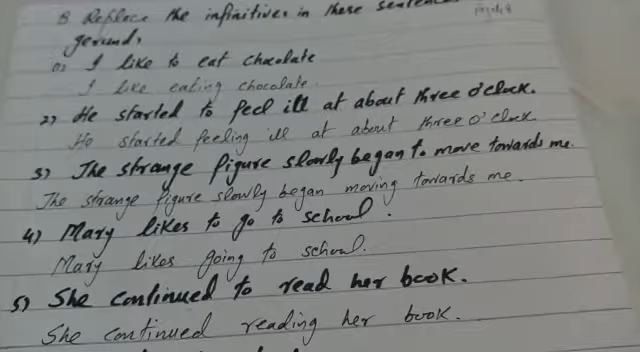 B Replace the infinitives in these sentence
gerund,
1) I like to eat chocolate
I like eating chocolate.
2) He started to feel ill at about three o'clock.
He started feeling ill at about three o'clock
3) The strange figure slowly began to move towards me.
The strange figure slowly began moving towards me.
4) Mary likes to go to school.
Mary likes going to school.
5) She continued to read her book.
She continued reading her book.